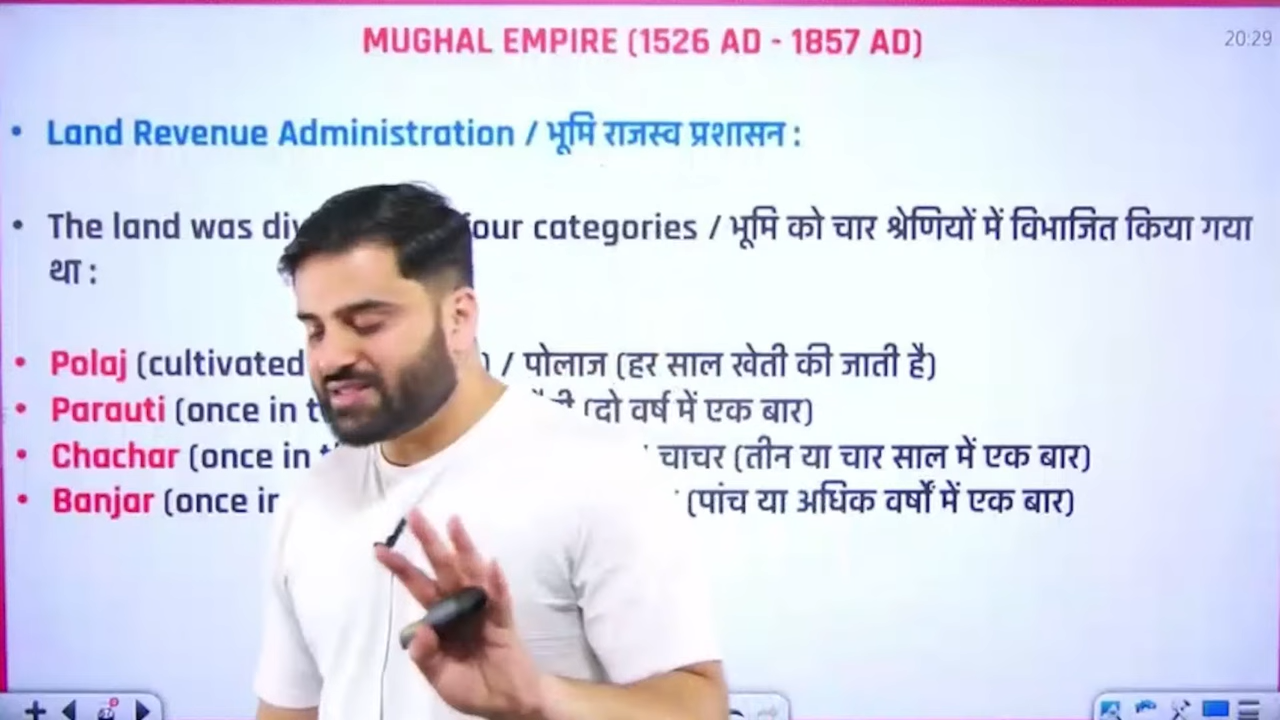 MUGHAL EMPIRE (1526 AD - 1857 AD)
20:29
• Land Revenue Administration / भूमि राजस्व प्रशासन :
• The land was four categories / भूमि को चार श्रेणियों में विभाजित किया गया
था :
• Polaj (cultivated ) / पोलाज (हर साल खेती की जाती है)
• Parauti (once in (दो वर्ष में एक बार)
• Chachar (once in चाचर (तीन या चार साल में एक बार)
• Banjar (once (पांच या अधिक वर्षों में एक बार)